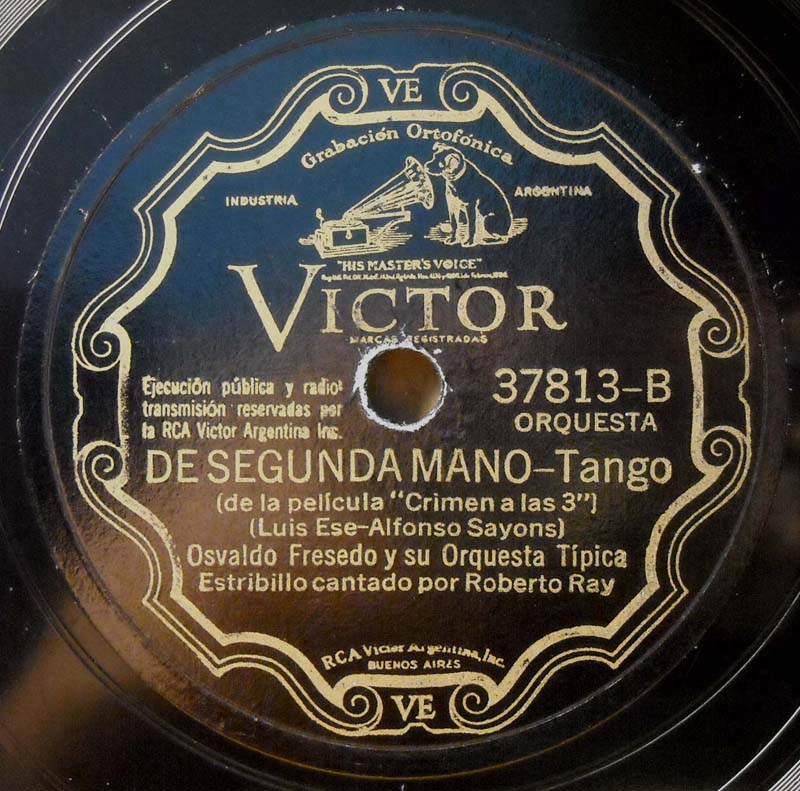 VE
Grabación Ortofónica
INDUSTRIA ARGENTINA
"HIS MASTER'S VOICE"
VICTOR
MARCAS REGISTRADAS
Ejecución pública y radio-
transmisión reservadas por
la RCA Victor Argentina Inc.
37813-B
ORQUESTA
DE SEGUNDA MANO-Tango
(de la película "Crimen a las 3")
(Luis Ese-Alfonso Sayons)
Osvaldo Fresedo y su Orquesta Típica
Estribillo cantado por Roberto Ray
RCA Victor Argentina, Inc.
BUENOS AIRES
VE